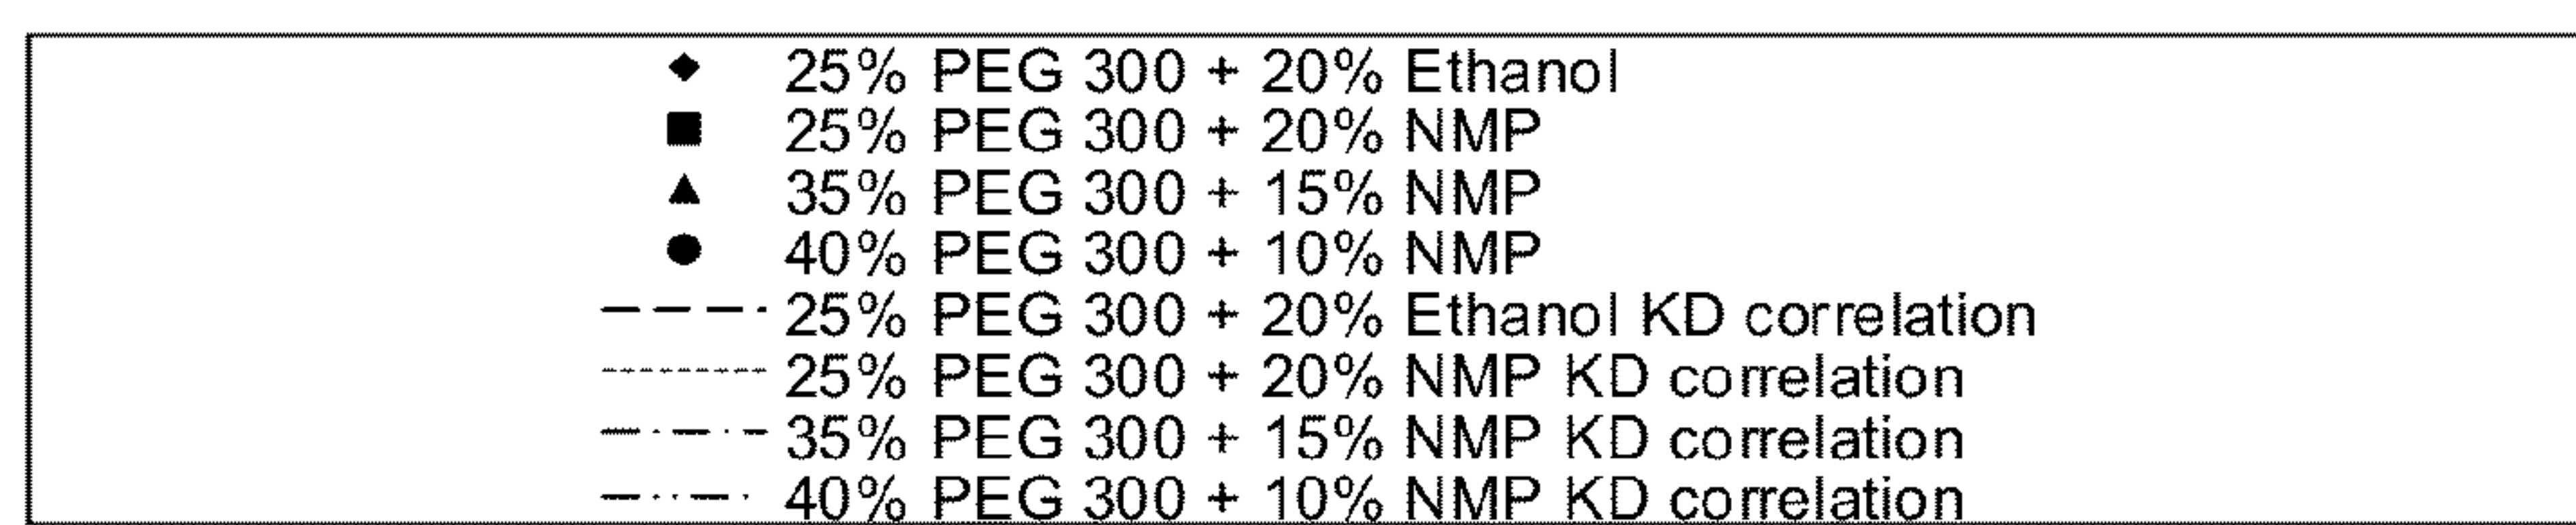 25% PEG 300 + 20% Ethanol
25% PEG 300 + 20% NMP
35% PEG 300 + 15% NMP
40% PEG 300 + 10% NMP
25% PEG 300 + 20% Ethanol KD correlation
25% PEG 300 + 20% NMP KD correlation
35% PEG 300 + 15% NMP KD correlation
40% PEG 300 + 10% NMP KD correlation